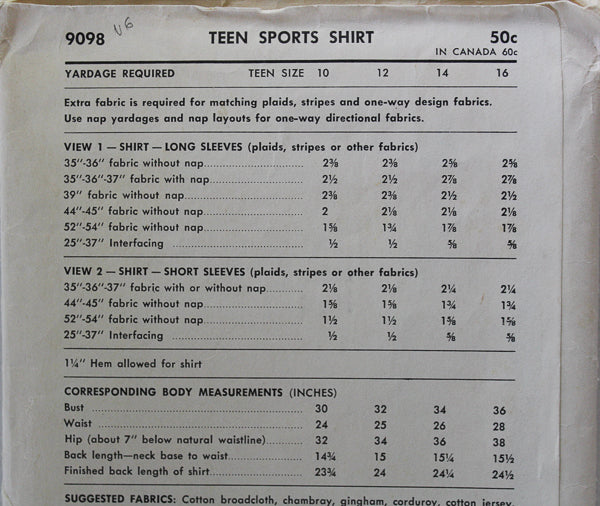 9098 VG TEEN SPORTS SHIRT 50c
IN CANADA 60c
YARDAGE REQUIRED TEEN SIZE 10 12 14 16
Extra fabric is required for matching plaids, stripes and one-way design fabrics.
Use nap yardages and nap layouts for one-way directional fabrics.
VIEW 1 — SHIRT — LONG SLEEVES (plaids, stripes or other fabrics)
35"-36" fabric without nap 2⅜ 2⅜ 2⅝ 2⅝
35"-36"-37" fabric with nap 2½ 2½ 2⅞ 2⅞
39" fabric without nap 2⅜ 2⅜ 2½ 2½
44"-45" fabric without nap 2 2⅛ 2⅛ 2⅛
52"-54" fabric without nap 1⅝ 1¾ 1⅞ 1⅞
25"-37" Interfacing ½ ½ ⅝ ⅝
VIEW 2 — SHIRT — SHORT SLEEVES (plaids, stripes or other fabrics)
35"-36"-37" fabric with or without nap 2⅛ 2⅛ 2¼ 2¼
44"-45" fabric without nap 1⅝ 1⅝ 1¾ 1¾
52"-54" fabric without nap 1½ 1½ 1⅝ 1⅝
25"-37" Interfacing ½ ½ ⅝ ⅝
1¼" Hem allowed for shirt
CORRESPONDING BODY MEASUREMENTS (INCHES)
Bust 30 32 34 36
Waist 24 25 26 28
Hip (about 7" below natural waistline) 32 34 36 38
Back length—neck base to waist 14¾ 15 15¼ 15½
Finished back length of shirt 23¾ 24 24¼ 24½
SUGGESTED FABRICS: Cotton broadcloth, chambray, gingham, corduroy, cotton jersey,